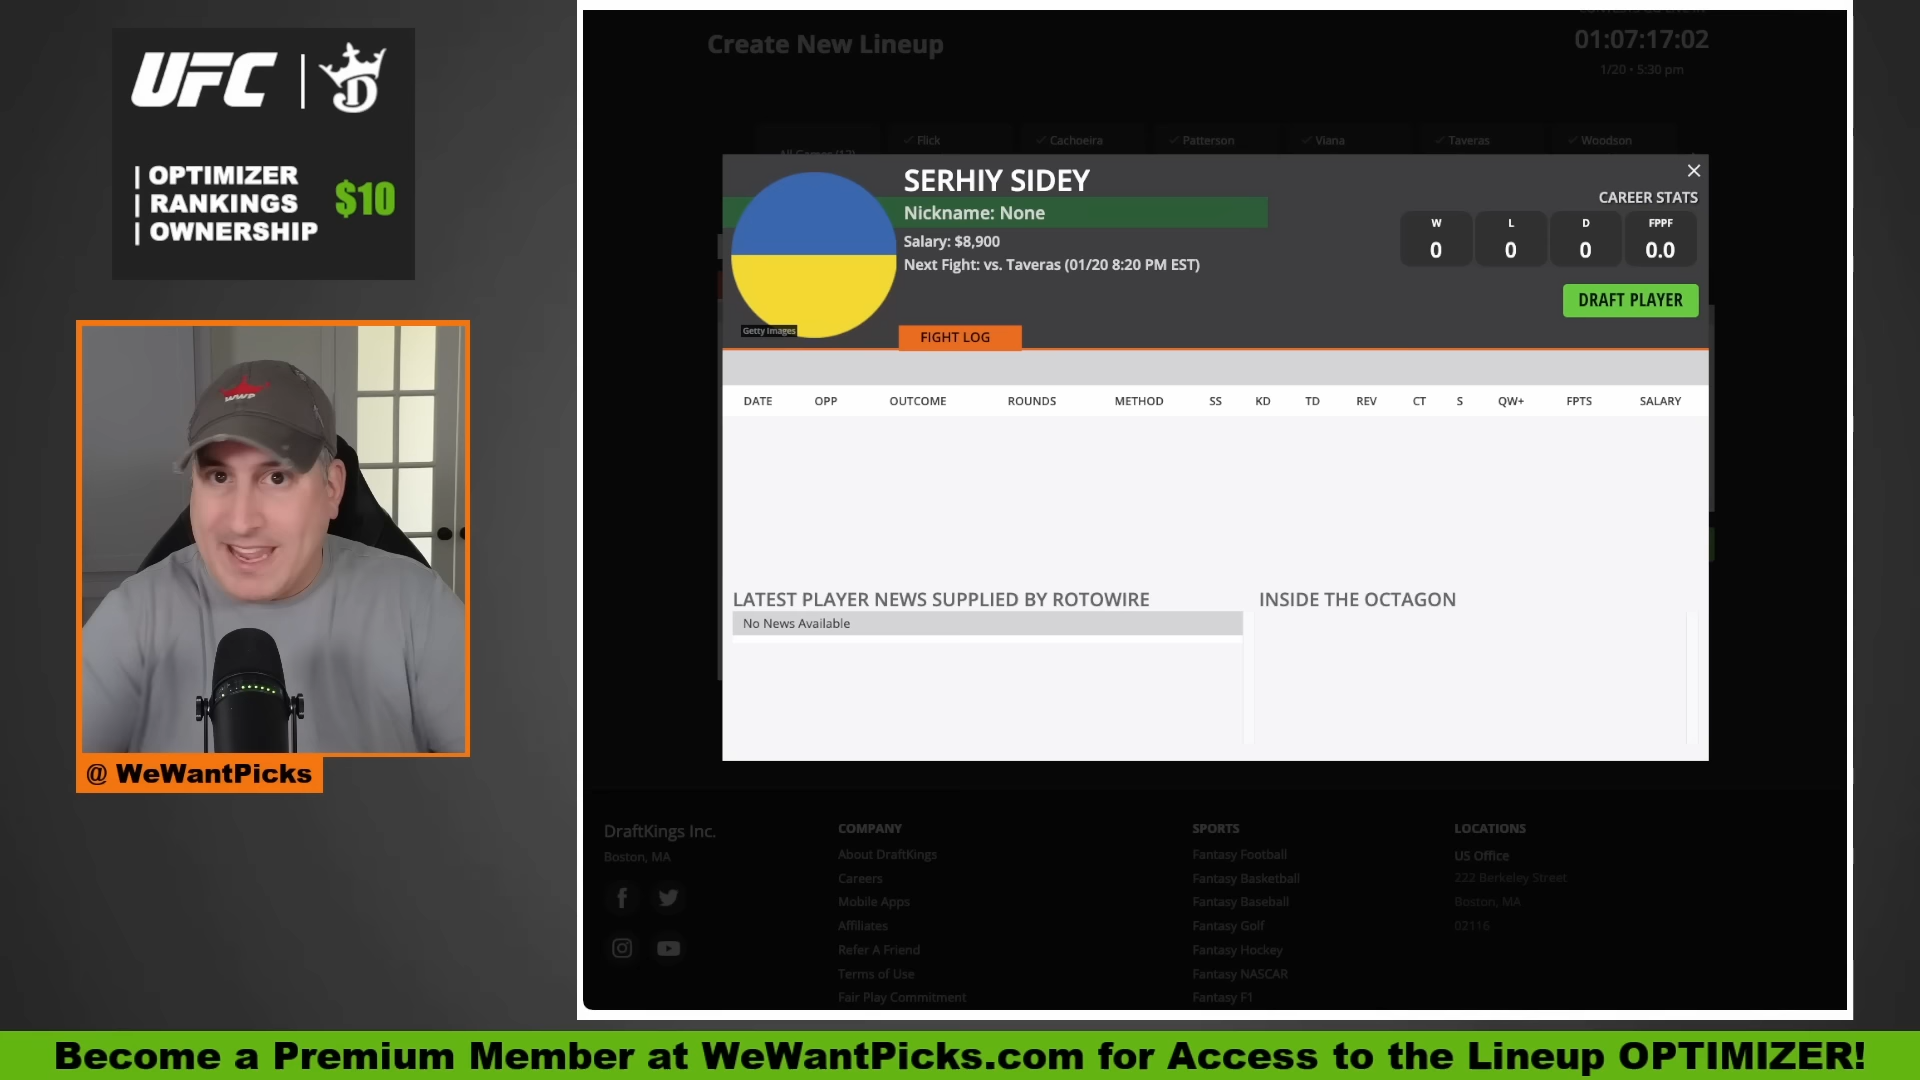 UFC
| OPTIMIZER
| RANKINGS
| OWNERSHIP
$10
WWP
@ WeWantPicks
Create New Lineup
01:07:17:02
1/20 • 5:30 pm
Flick
Cachoeira
Patterson
Viana
Taveras
Woodson
SERHIY SIDEY
Nickname: None
Salary: $8,900
Next Fight: vs. Taveras (01/20 8:20 PM EST)
Getty Images
CAREER STATS
W L D FPPF
0 0 0 0.0
DRAFT PLAYER
FIGHT LOG
DATE OPP OUTCOME ROUNDS METHOD SS KD TD REV CT S QW+ FPTS SALARY
LATEST PLAYER NEWS SUPPLIED BY ROTOWIRE
No News Available
INSIDE THE OCTAGON
DraftKings Inc.
Boston, MA
COMPANY
About DraftKings
Careers
Mobile Apps
Affiliates
Refer A Friend
Terms of Use
Fair Play Commitment
SPORTS
Fantasy Football
Fantasy Basketball
Fantasy Baseball
Fantasy Golf
Fantasy Hockey
Fantasy NASCAR
Fantasy F1
LOCATIONS
US Office
222 Berkeley Street
Boston, MA
02116
Become a Premium Member at WeWantPicks.com for Access to the Lineup OPTIMIZER!